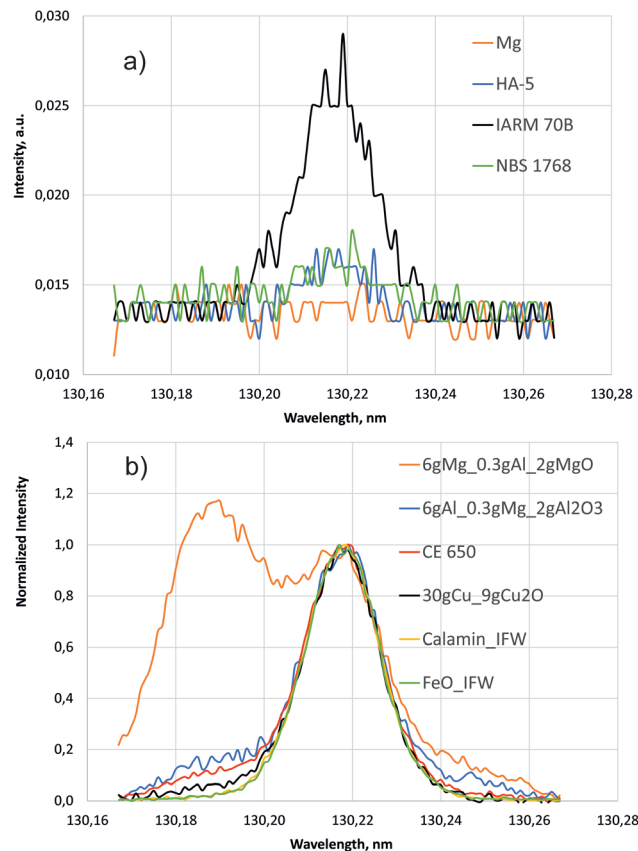 0,030
a)
Mg
HA-5
0,025
IARM 70B
NBS 1768
Intensity, a.u.
0,020
0,015
0,010
130,16 130,18 130,20 130,22 130,24 130,26 130,28
Wavelength, nm
1,4
b)
6gMg_0.3gAl_2gMgO
1,2
6gAl_0.3gMg_2gAl2O3
1,0
CE 650
Normalized Intensity
30gCu_9gCu2O
0,8
Calamin_IFW
0,6
FeO_IFW
0,4
0,2
0,0
130,16 130,18 130,20 130,22 130,24 130,26 130,28
Wavelength, nm